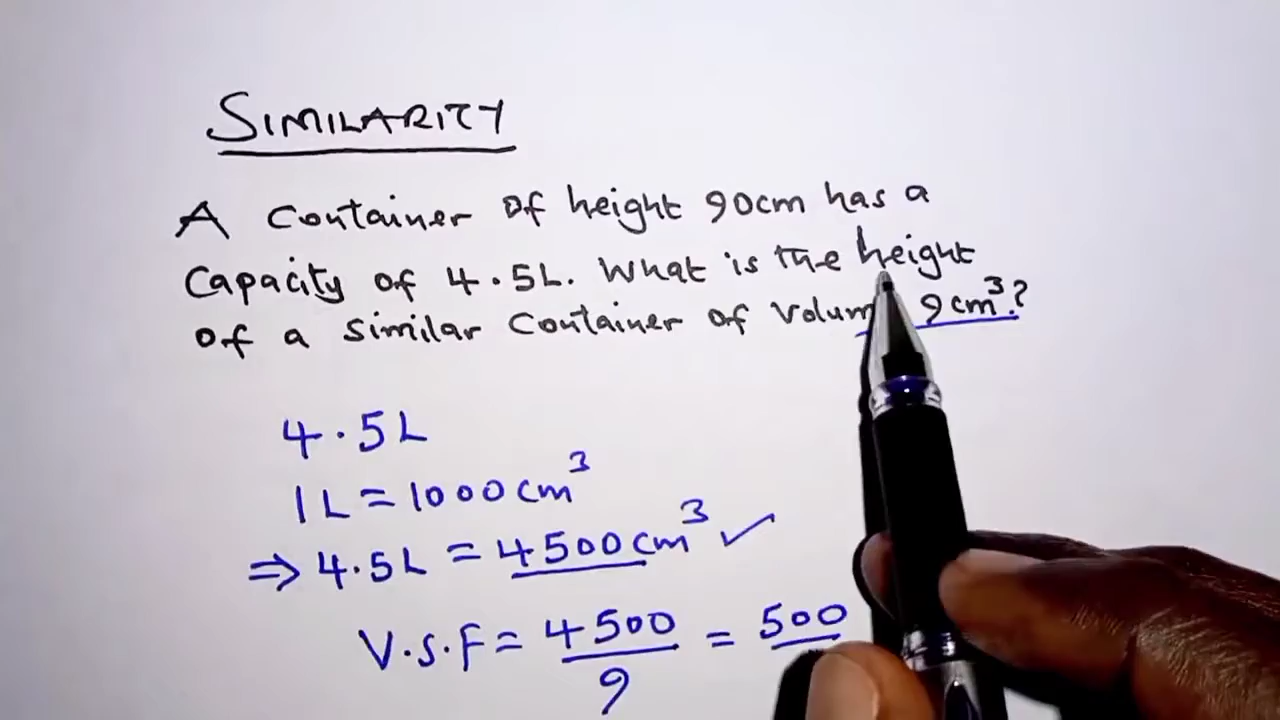 SIMILARITY
A Container of height 90cm has a
Capacity of 4.5L. What is the height
of a similar Container of Volum 9cm³?
4.5L
1L = 1000cm³
⇒ 4.5L = 4500cm³ ✓
V.S.F = 4500/9 = 500